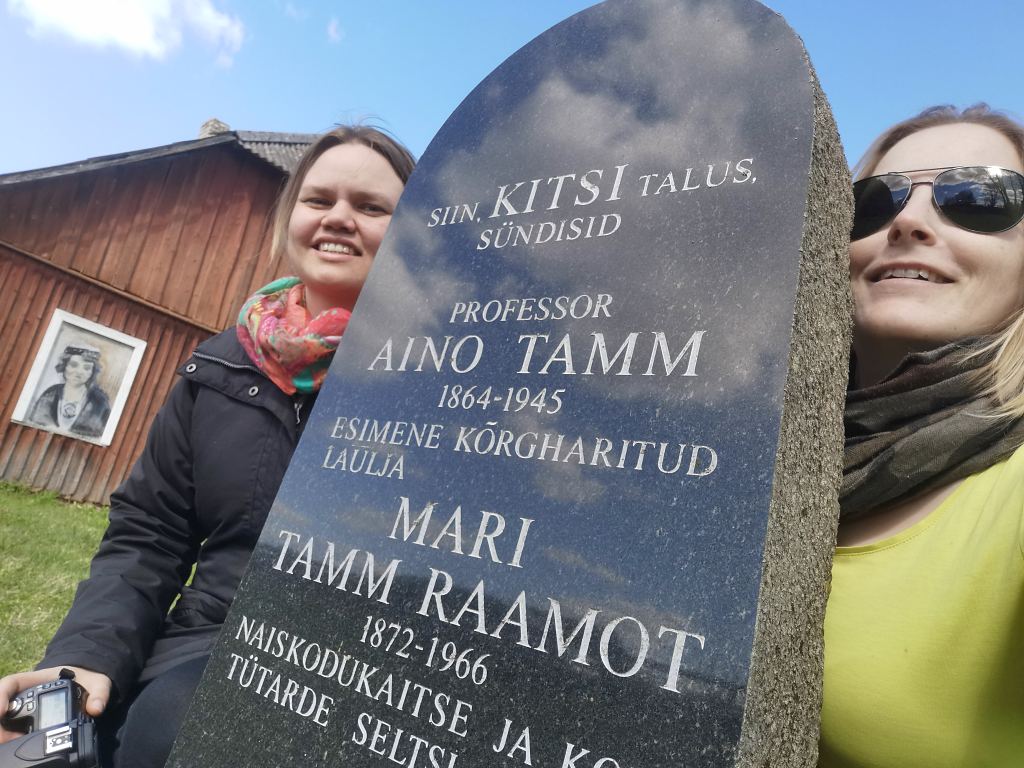 SIIN, KITSI TALUS,
SÜNDISID
PROFESSOR
AINO TAMM
1864-1945
ESIMENE KÕRGHARITUD
LAULJA
MARI
TAMM RAAMOT
1872-1966
NAISKODUKAITSE JA
TÜTARDE